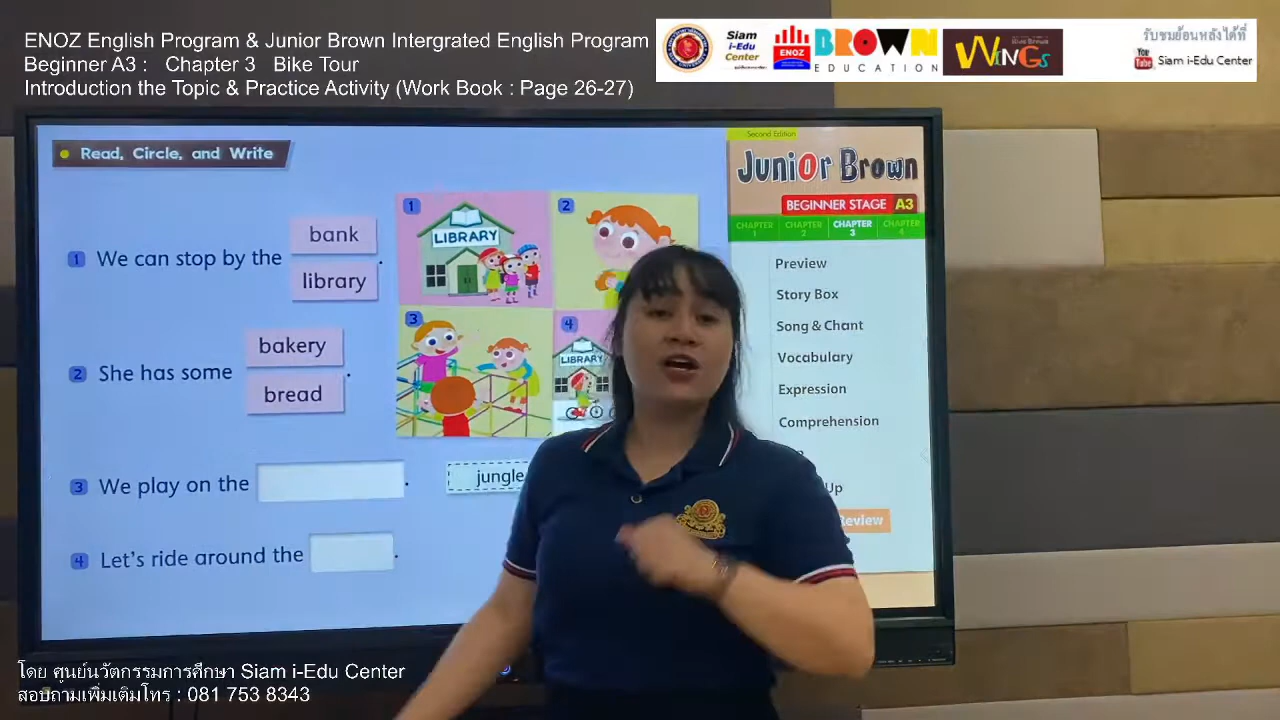 ENOZ English Program & Junior Brown Intergrated English Program
Beginner A3 : Chapter 3 Bike Tour
Introduction the Topic & Practice Activity (Work Book : Page 26-27)
Siam
i-Edu
Center
ENOZ
BROWN
EDUCATION
WINGS
รับชมย้อนหลังได้ที่
You Tube Siam i-Edu Center
Read, Circle, and Write
1 We can stop by the
bank
library
.
2 She has some
bakery
bread
.
3 We play on the .
jungle
4 Let's ride around the .
1
LIBRARY
2
3
4
LIBRARY
Second Edition
Junior Brown
BEGINNER STAGE A3
CHAPTER 1 CHAPTER 2 CHAPTER 3 CHAPTER 4
Preview
Story Box
Song & Chant
Vocabulary
Expression
Comprehension
Up
Review
โดย ศูนย์นวัตกรรมการศึกษา Siam i-Edu Center
สอบถามเพิ่มเติมโทร : 081 753 8343